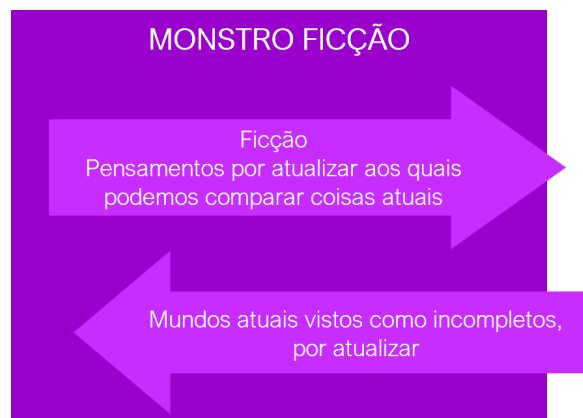 MONSTRO FICÇÃO
Ficção
Pensamentos por atualizar aos quais
podemos comparar coisas atuais
Mundos atuais vistos como incompletos,
por atualizar